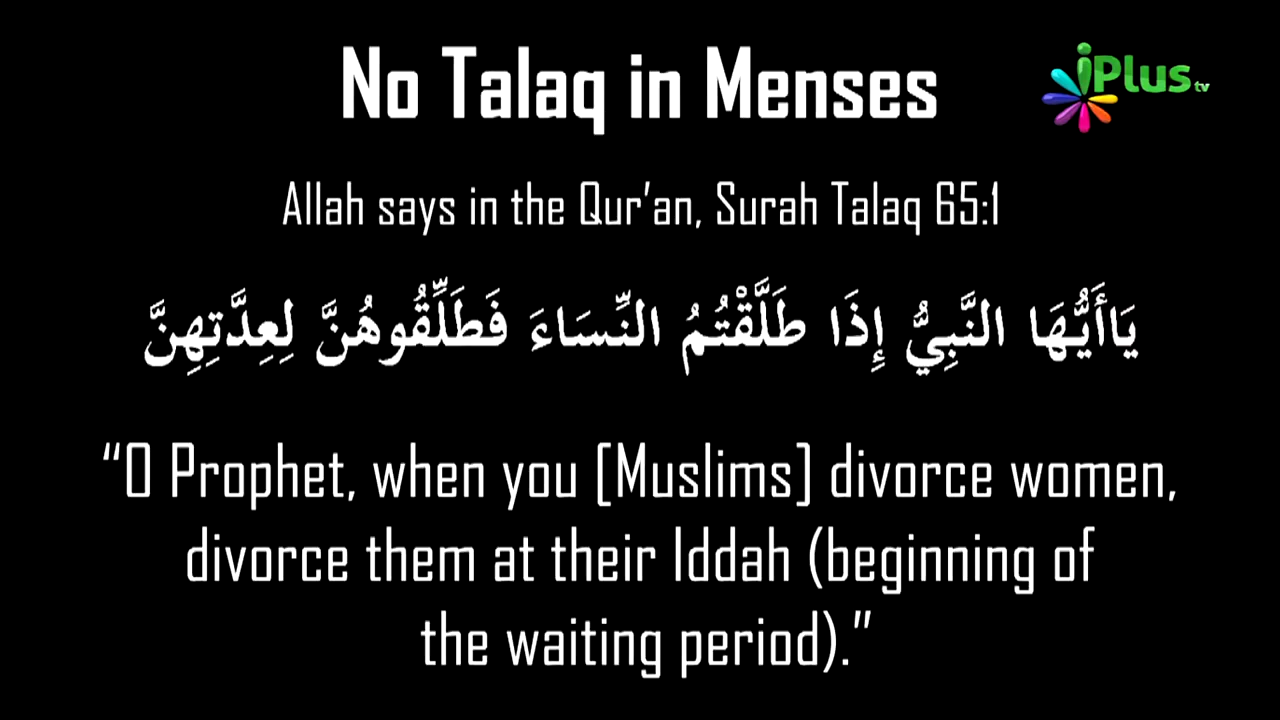 No Talaq in Menses
iPlus tv
Allah says in the Qur’an, Surah Talaq 65:1
يَاأَيُّهَا النَّبِيُّ إِذَا طَلَّقْتُمُ النِّسَاءَ فَطَلِّقُوهُنَّ لِعِدَّتِهِنَّ
“O Prophet, when you [Muslims] divorce women,
divorce them at their Iddah (beginning of
the waiting period).”